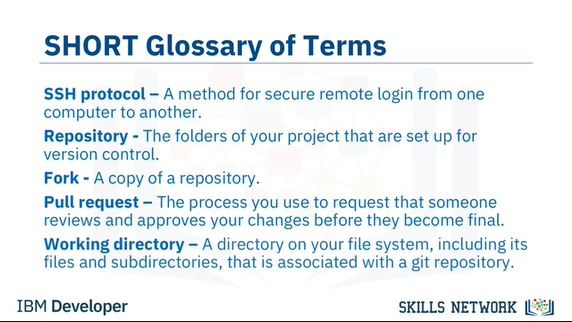 SHORT Glossary of Terms
SSH protocol – A method for secure remote login from one
computer to another.
Repository - The folders of your project that are set up for
version control.
Fork - A copy of a repository.
Pull request – The process you use to request that someone
reviews and approves your changes before they become final.
Working directory – A directory on your file system, including its
files and subdirectories, that is associated with a git repository.
IBM Developer
SKILLS NETWORK